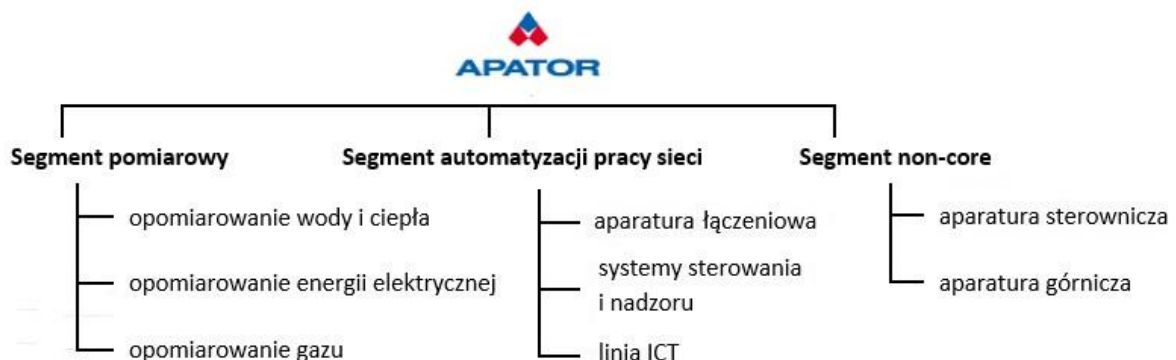 APATOR
Segment pomiarowy
opomiarowanie wody i ciepła
opomiarowanie energii elektrycznej
opomiarowanie gazu
Segment automatyzacji pracy sieci
aparatura łączeniowa
systemy sterowania
i nadzoru
linia ICT
Segment non-core
aparatura sterownicza
aparatura górnicza